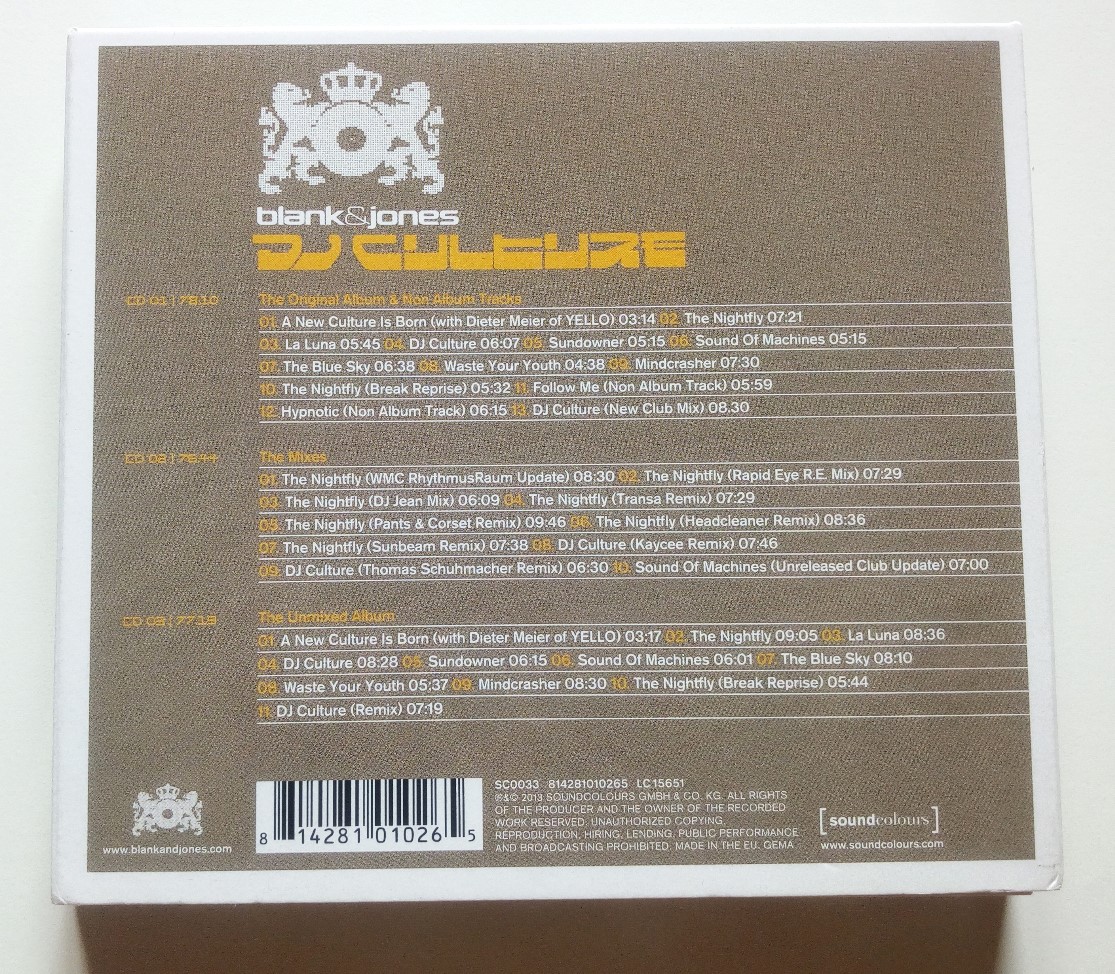 blank&jones
DJ CULTURE
CD 01 | 78.10
The Original Album & Non Album Tracks
01. A New Culture Is Born (with Dieter Meier of YELLO) 03:14 02. The Nightfly 07:21
03. La Luna 05:45 04. DJ Culture 06:07 05. Sundowner 05:15 06. Sound Of Machines 05:15
07. The Blue Sky 06:38 08. Waste Your Youth 04:38 09. Mindcrasher 07:30
10. The Nightfly (Break Reprise) 05:32 11. Follow Me (Non Album Track) 05:59
12. Hypnotic (Non Album Track) 06:15 13. DJ Culture (New Club Mix) 08.30
CD 02 | 76.44
The Mixes
01. The Nightfly (WMC RhythmusRaum Update) 08:30 02. The Nightfly (Rapid Eye R.E. Mix) 07:29
03. The Nightfly (DJ Jean Mix) 06:09 04. The Nightfly (Transa Remix) 07:29
05. The Nightfly (Pants & Corset Remix) 09:46 06. The Nightfly (Headcleaner Remix) 08:36
07. The Nightfly (Sunbeam Remix) 07:38 08. DJ Culture (Kaycee Remix) 07:46
09. DJ Culture (Thomas Schuhmacher Remix) 06:30 10. Sound Of Machines (Unreleased Club Update) 07:00
CD 03 | 77.13
The Unmixed Album
01. A New Culture Is Born (with Dieter Meier of YELLO) 03:17 02. The Nightfly 09:05 03. La Luna 08:36
04. DJ Culture 08:28 05. Sundowner 06:15 06. Sound Of Machines 06:01 07. The Blue Sky 08:10
08. Waste Your Youth 05:37 09. Mindcrasher 08:30 10. The Nightfly (Break Reprise) 05:44
11. DJ Culture (Remix) 07:19
www.blankandjones.com
8 14281 01026 5
SC0033 814281010265 LC15651
℗&© 2013 SOUNDCOLOURS GMBH & CO. KG. ALL RIGHTS
OF THE PRODUCER AND THE OWNER OF THE RECORDED
WORK RESERVED. UNAUTHORIZED COPYING,
REPRODUCTION, HIRING, LENDING, PUBLIC PERFORMANCE
AND BROADCASTING PROHIBITED. MADE IN THE EU. GEMA
[soundcolours]
www.soundcolours.com